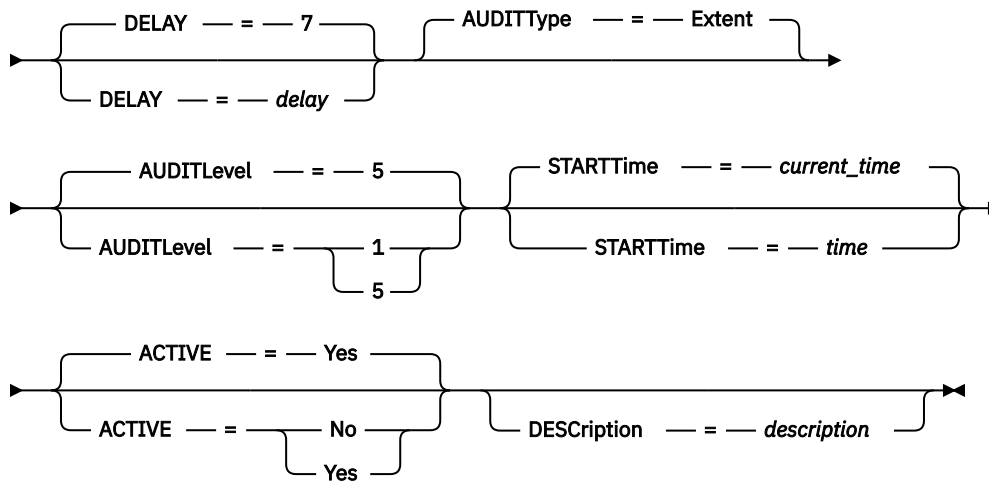 DELAY = 7
AUDITType = Extent
DELAY = delay
AUDITLevel = 5
STARTTime = current_time
AUDITLevel = 1
STARTTime = time
5
ACTIVE = Yes
ACTIVE = No
DESCription = description
Yes